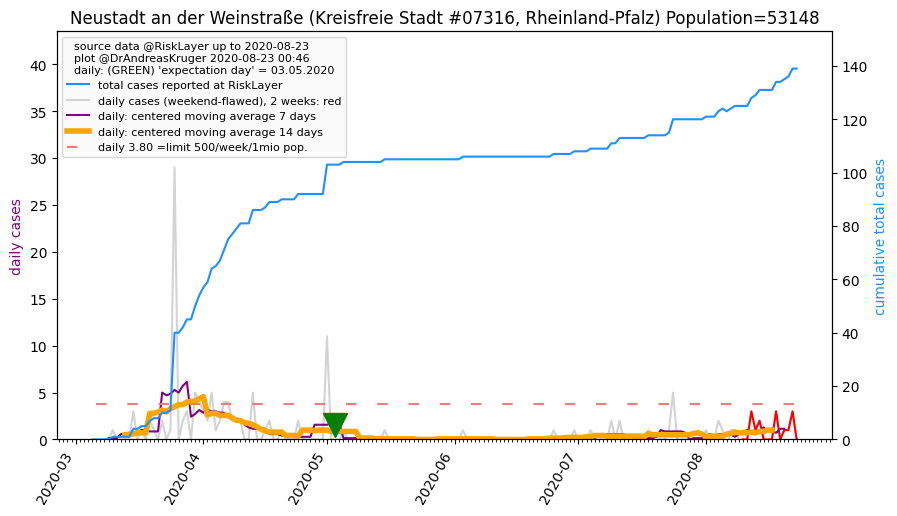 Neustadt an der Weinstraße (Kreisfreie Stadt #07316, Rheinland-Pfalz) Population=53148
source data @RiskLayer up to 2020-08-23
plot @DrAndreasKruger 2020-08-23 00:46
daily: (GREEN) 'expectation day' = 03.05.2020
total cases reported at RiskLayer
daily cases (weekend-flawed), 2 weeks: red
daily: centered moving average 7 days
daily: centered moving average 14 days
daily 3.80 =limit 500/week/1mio pop.
daily cases
40
35
30
25
20
15
10
5
0
cumulative total cases
140
120
100
80
60
40
20
0
2020-03
2020-04
2020-05
2020-06
2020-07
2020-08